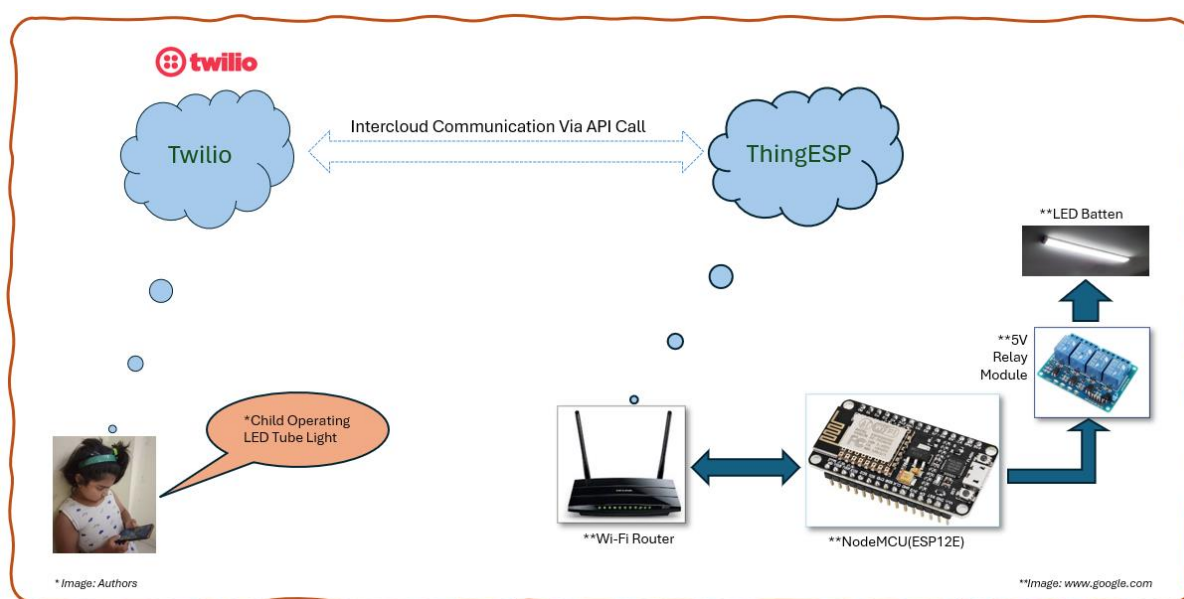 twilio
Twilio
Intercloud Communication Via API Call
ThingESP
**LED Batten
**5V
Relay
Module
*Child Operating
LED Tube Light
**Wi-Fi Router
**NodeMCU(ESP12E)
* Image: Authors
**Image: www.google.com